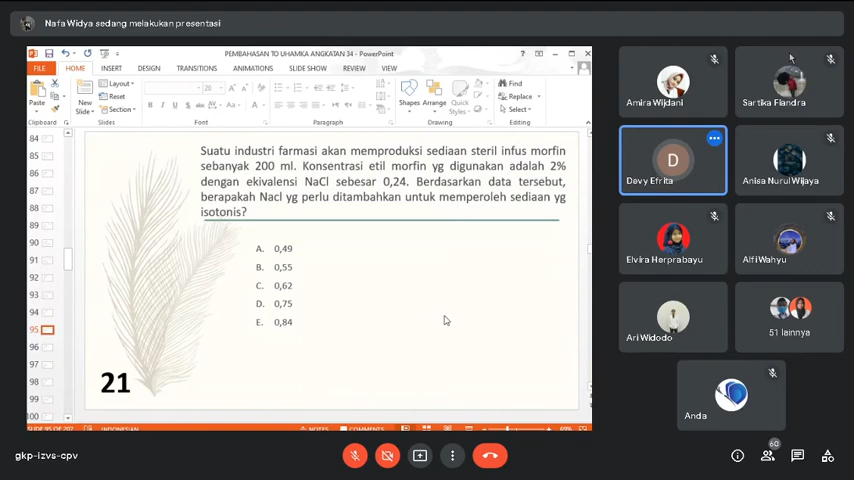 Nafa Widya sedang melakukan presentasi
PEMBAHASAN TO UHAMKA ANGKATAN 34 - PowerPoint
FILE HOME INSERT DESIGN TRANSITIONS ANIMATIONS SLIDE SHOW REVIEW VIEW
Paste
Clipboard
New Slide
Layout
Reset
Section
Slides
Font
Paragraph
Shapes
Arrange
Quick Styles
Drawing
Find
Replace
Select
Editing
84
85
86
87
88
89
90
91
92
93
94
95
96
97
98
99
100
Suatu industri farmasi akan memproduksi sediaan steril infus morfin
sebanyak 200 ml. Konsentrasi etil morfin yg digunakan adalah 2%
dengan ekivalensi NaCl sebesar 0,24. Berdasarkan data tersebut,
berapakah Nacl yg perlu ditambahkan untuk memperoleh sediaan yg
isotonis?
A. 0,49
B. 0,55
C. 0,62
D. 0,75
E. 0,84
21
SLIDE 95 OF 207 INDONESIAN NOTES COMMENTS 69%
Amira Wijdani
Sartika Fiandra
D
Devy Efrita
Anisa Nurul Wijaya
Elvira Herprabayu
Alfi Wahyu
Ari Widodo
51 lainnya
Anda
gkp-izvs-cpv
60